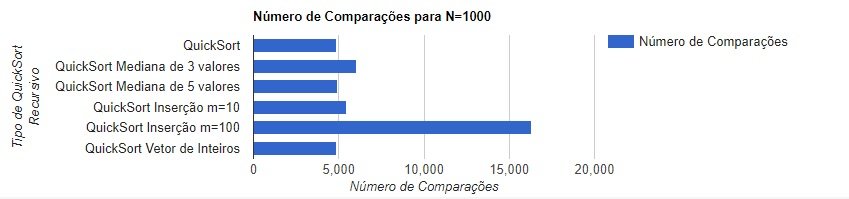 Número de Comparações para N=1000
Número de Comparações
Tipo de QuickSort
Recursivo
QuickSort
QuickSort Mediana de 3 valores
QuickSort Mediana de 5 valores
QuickSort Inserção m=10
QuickSort Inserção m=100
QuickSort Vetor de Inteiros
0 5,000 10,000 15,000 20,000
Número de Comparações